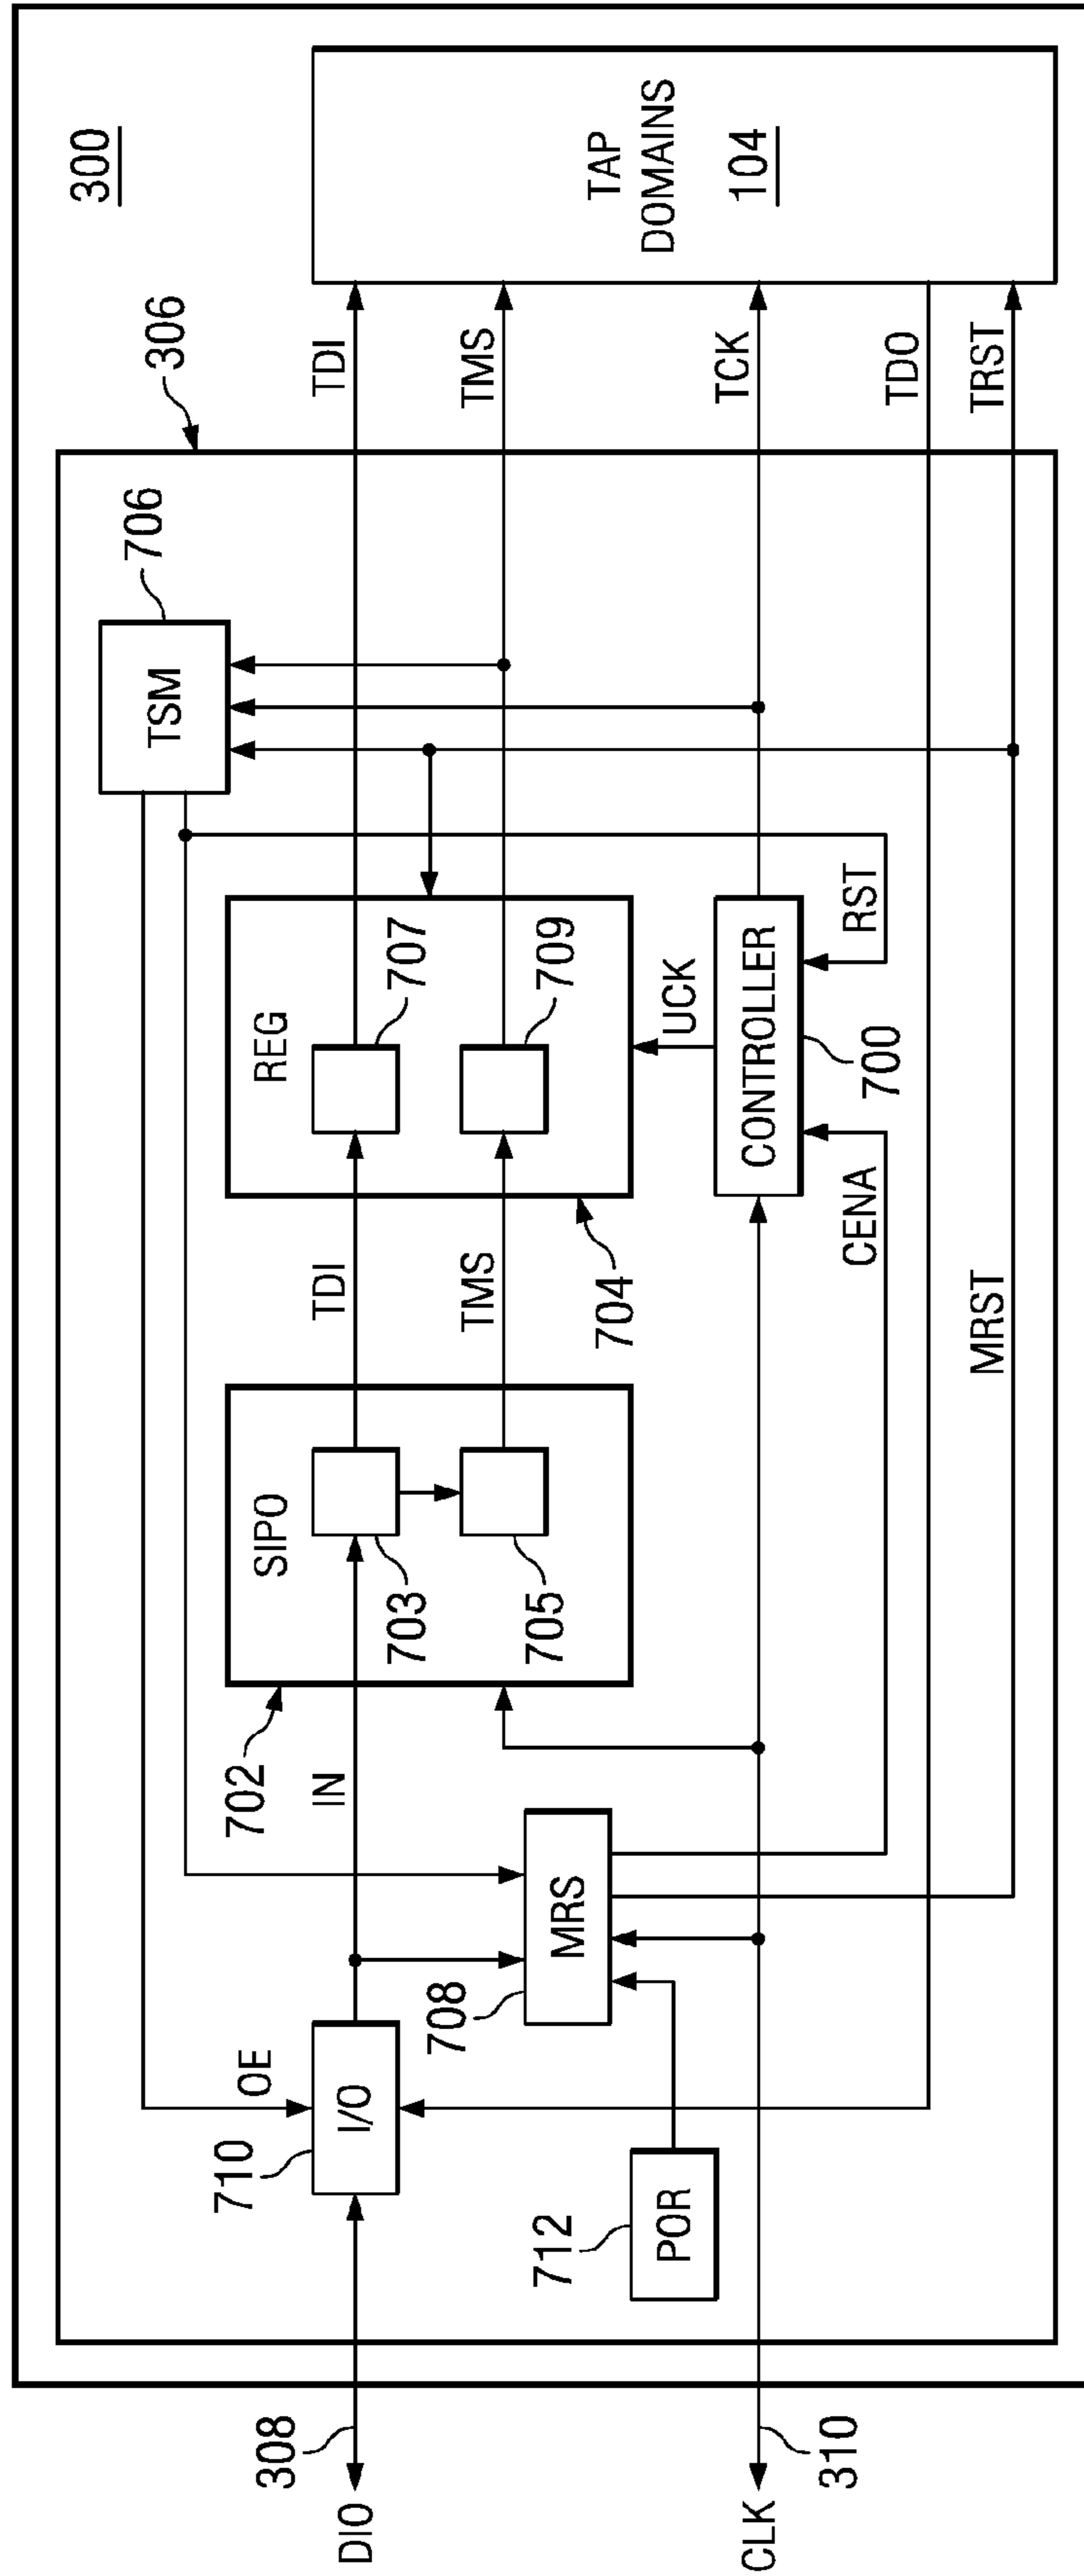 300
306
TAP
DOMAINS
104
TDI
TMS
TCK
TDO
TRST
706
TSM
REG
707
709
UCK
CONTROLLER
700
RST
CENA
704
TDI
TMS
MRST
SIPO
703
705
702
IN
MRS
708
OE
I/O
710
POR
712
308
DIO
310
CLK